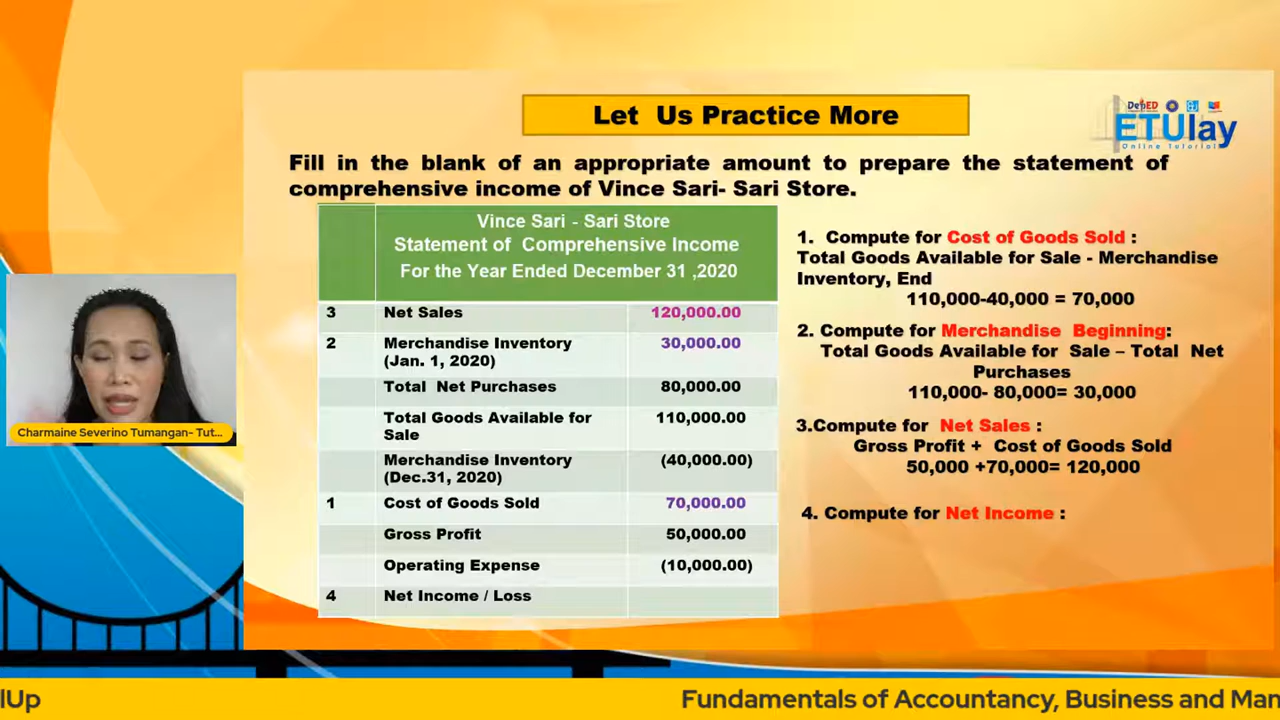 Let Us Practice More
DepED
ETUlay
Online Tutorial
Fill in the blank of an appropriate amount to prepare the statement of
comprehensive income of Vince Sari- Sari Store.
Vince Sari - Sari Store
Statement of Comprehensive Income
For the Year Ended December 31 ,2020
3 Net Sales 120,000.00
2 Merchandise Inventory 30,000.00
(Jan. 1, 2020)
Total Net Purchases 80,000.00
Total Goods Available for 110,000.00
Sale
Merchandise Inventory (40,000.00)
(Dec.31, 2020)
1 Cost of Goods Sold 70,000.00
Gross Profit 50,000.00
Operating Expense (10,000.00)
4 Net Income / Loss
1. Compute for Cost of Goods Sold :
Total Goods Available for Sale - Merchandise
Inventory, End
110,000-40,000 = 70,000
2. Compute for Merchandise Beginning:
Total Goods Available for Sale – Total Net
Purchases
110,000- 80,000= 30,000
3.Compute for Net Sales :
Gross Profit + Cost of Goods Sold
50,000 +70,000= 120,000
4. Compute for Net Income :
Charmaine Severino Tumangan- Tut...
lUp
Fundamentals of Accountancy, Business and Man